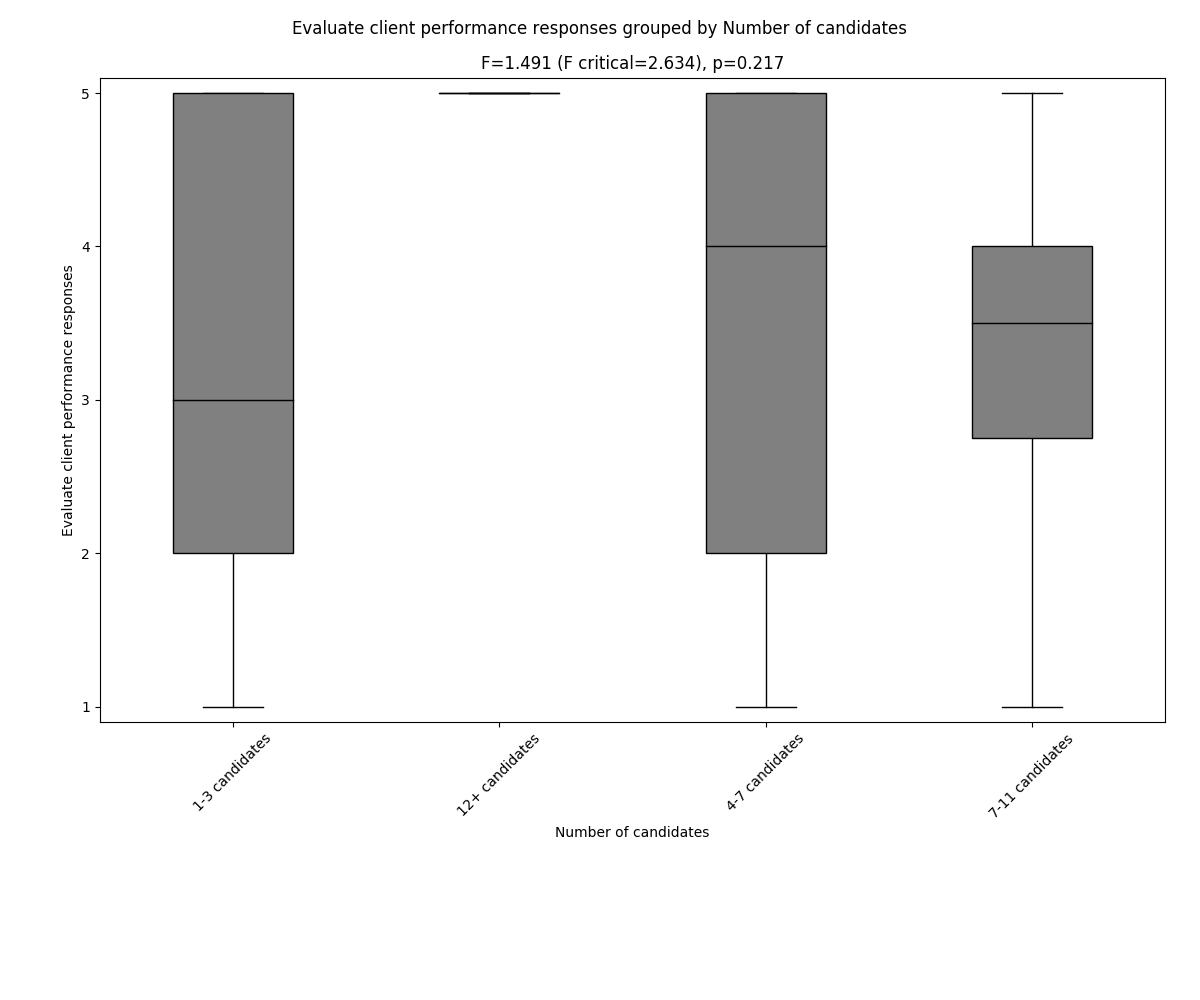 Evaluate client performance responses grouped by Number of candidates
F=1.491 (F critical=2.634), p=0.217
Evaluate client performance responses
5
4
3
2
1
1-3 candidates
12+ candidates
4-7 candidates
7-11 candidates
Number of candidates